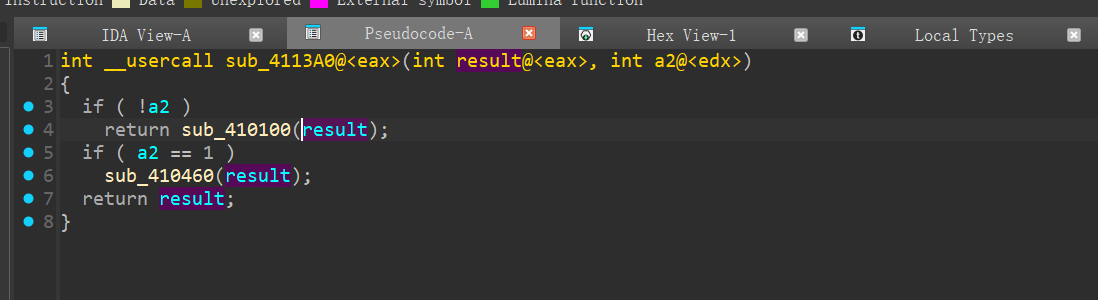 Instruction Data Unexplored External symbol Lumina function
IDA View-A Pseudocode-A Hex View-1 Local Types
1 int __usercall sub_4113A0@<eax>(int result@<eax>, int a2@<edx>)
2 {
3 if ( !a2 )
4 return sub_410100(result);
5 if ( a2 == 1 )
6 sub_410460(result);
7 return result;
8 }